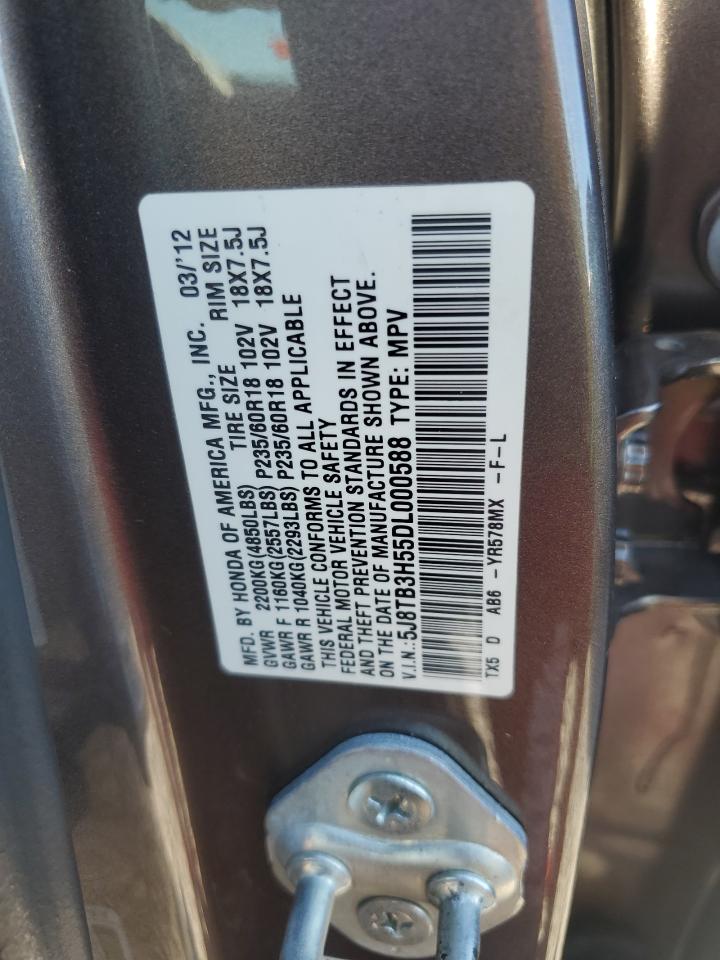 MFD. BY HONDA OF AMERICA MFG., INC. 03/'12
GVWR 2200KG(4850LBS) TIRE SIZE RIM SIZE
GAWR F 1160KG(2557LBS) P235/60R18 102V 18X7.5J
GAWR R 1040KG(2293LBS) P235/60R18 102V 18X7.5J
THIS VEHICLE CONFORMS TO ALL APPLICABLE
FEDERAL MOTOR VEHICLE SAFETY
AND THEFT PREVENTION STANDARDS IN EFFECT
ON THE DATE OF MANUFACTURE SHOWN ABOVE.
V.I.N.:5J8TB3H55DL000588 TYPE: MPV
TX5 D AB6 -YR578MX -F-L